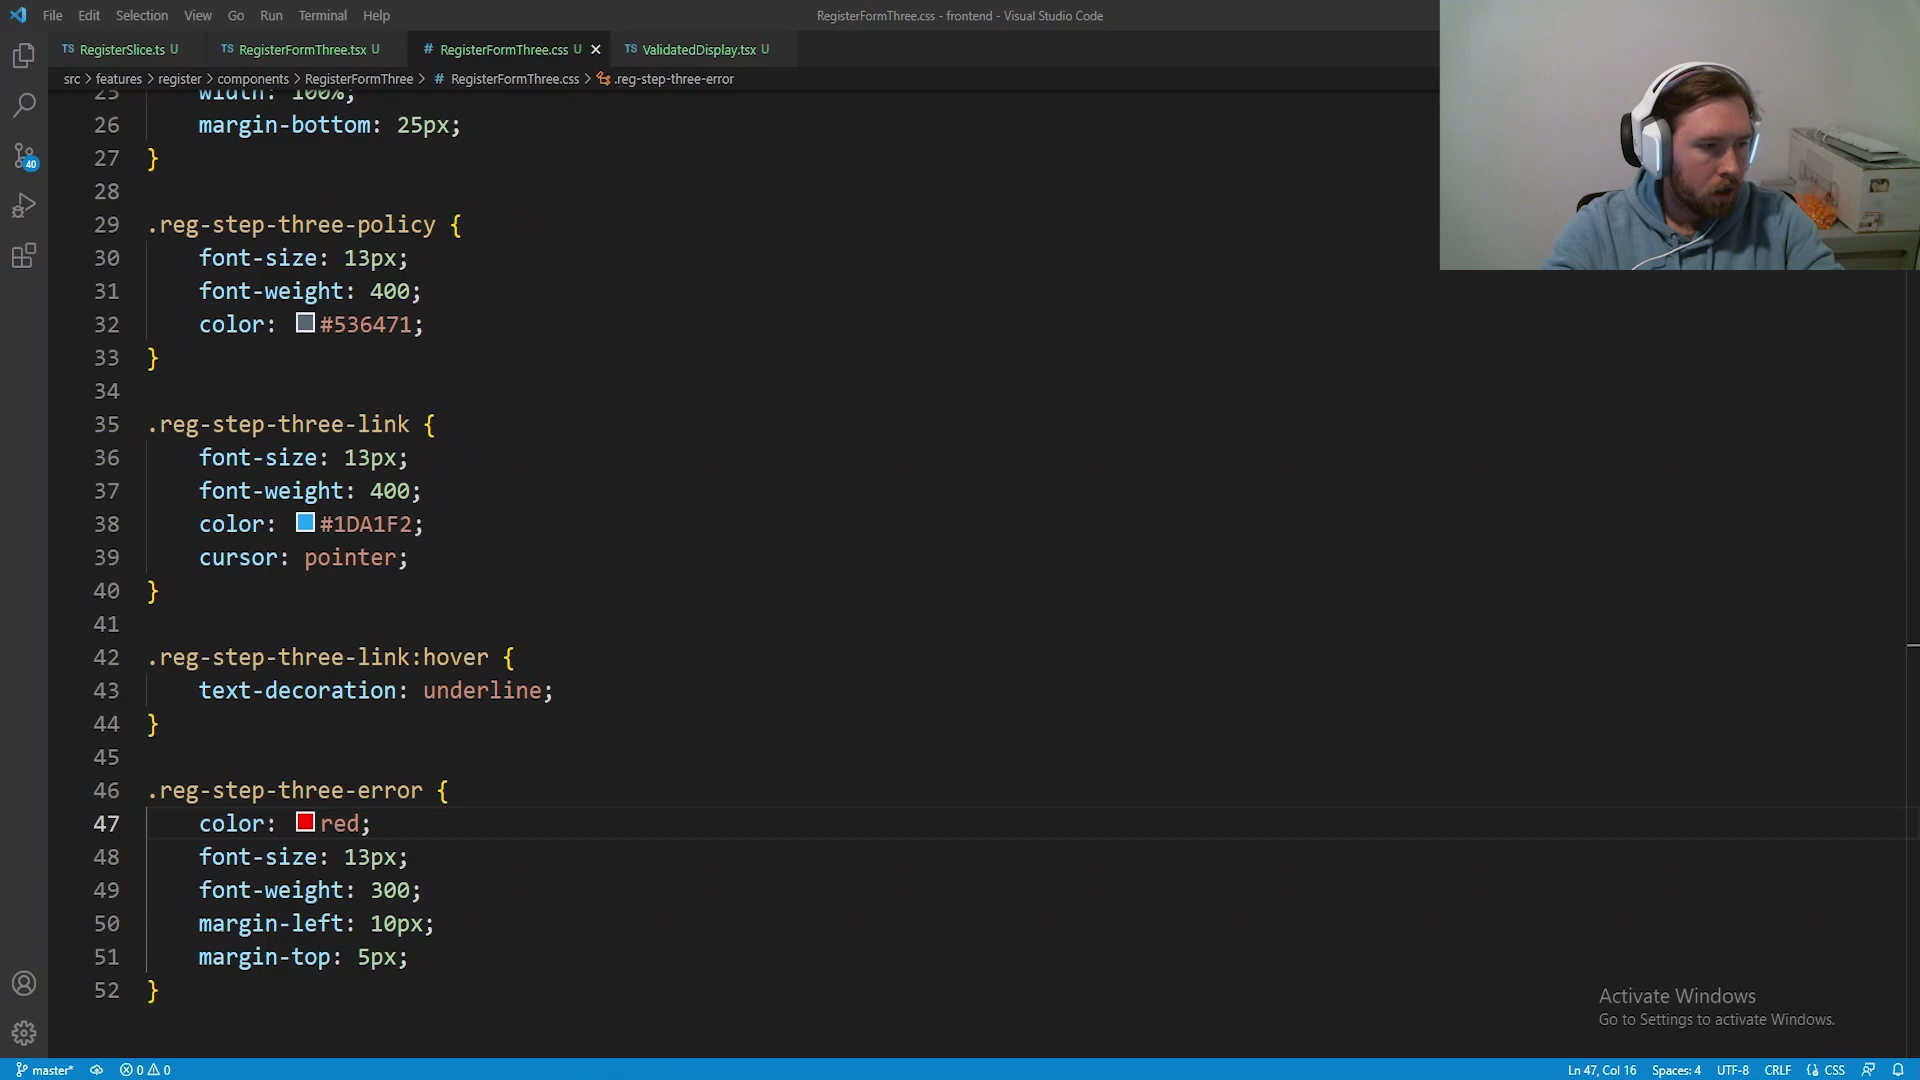 File Edit Selection View Go Run Terminal Help
RegisterFormThree.css - frontend - Visual Studio Code
TS RegisterSlice.ts U TS RegisterFormThree.tsx U # RegisterFormThree.css U × TS ValidatedDisplay.tsx U
src > features > register > components > RegisterFormThree > # RegisterFormThree.css > .reg-step-three-error
25 width: 100%;
26 margin-bottom: 25px;
27 }
28
29 .reg-step-three-policy {
30 font-size: 13px;
31 font-weight: 400;
32 color: #536471;
33 }
34
35 .reg-step-three-link {
36 font-size: 13px;
37 font-weight: 400;
38 color: #1DA1F2;
39 cursor: pointer;
40 }
41
42 .reg-step-three-link:hover {
43 text-decoration: underline;
44 }
45
46 .reg-step-three-error {
47 color: red;
48 font-size: 13px;
49 font-weight: 300;
50 margin-left: 10px;
51 margin-top: 5px;
52 }
40
Activate Windows
Go to Settings to activate Windows.
master* 0 0 Ln 47, Col 16 Spaces: 4 UTF-8 CRLF {} CSS